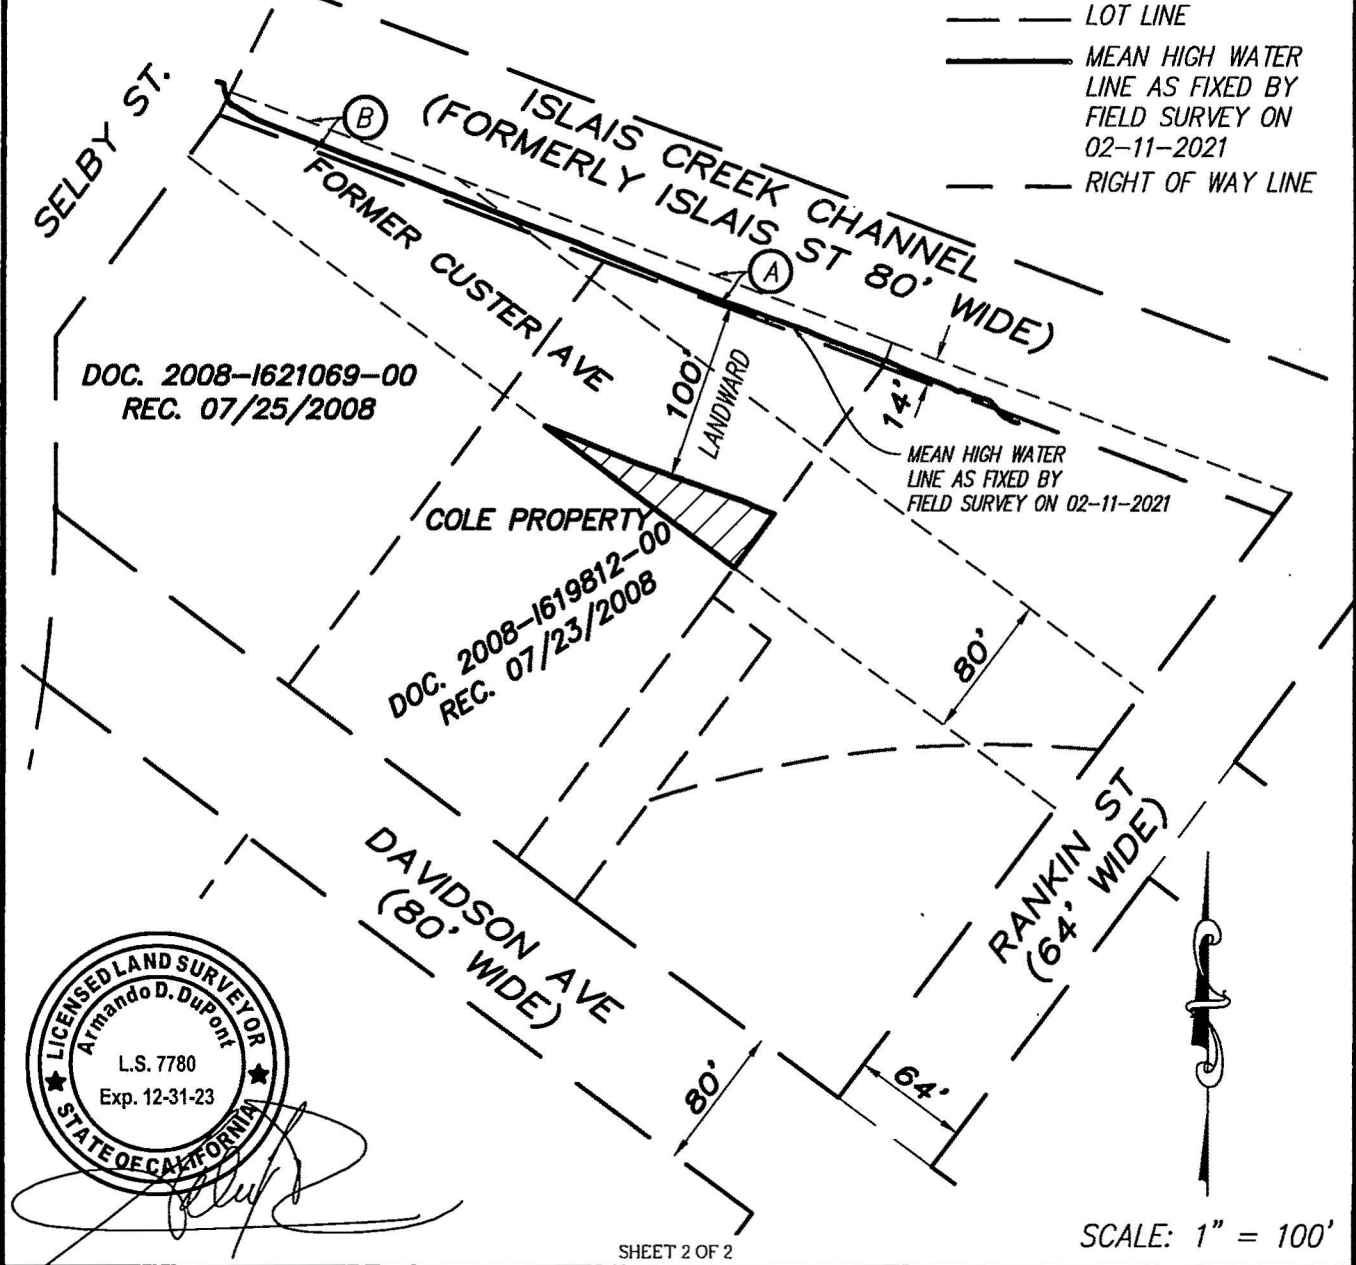 LOT LINE
MEAN HIGH WATER
LINE AS FIXED BY
FIELD SURVEY ON
02-11-2021
RIGHT OF WAY LINE
SELBY ST.
B
ISLAIS CREEK CHANNEL
(FORMERLY ISLAIS ST 80' WIDE)
A
FORMER CUSTER AVE
DOC. 2008-I621069-00
REC. 07/25/2008
100'
LANDWARD
14'
MEAN HIGH WATER
LINE AS FIXED BY
FIELD SURVEY ON 02-11-2021
COLE PROPERTY
DOC. 2008-I619812-00
REC. 07/23/2008
80'
DAVIDSON AVE
(80' WIDE)
RANKIN ST
(64' WIDE)
80'
64'
LICENSED LAND SURVEYOR
Armando D. DuPont
L.S. 7780
Exp. 12-31-23
STATE OF CALIFORNIA
SHEET 2 OF 2
SCALE: 1" = 100'